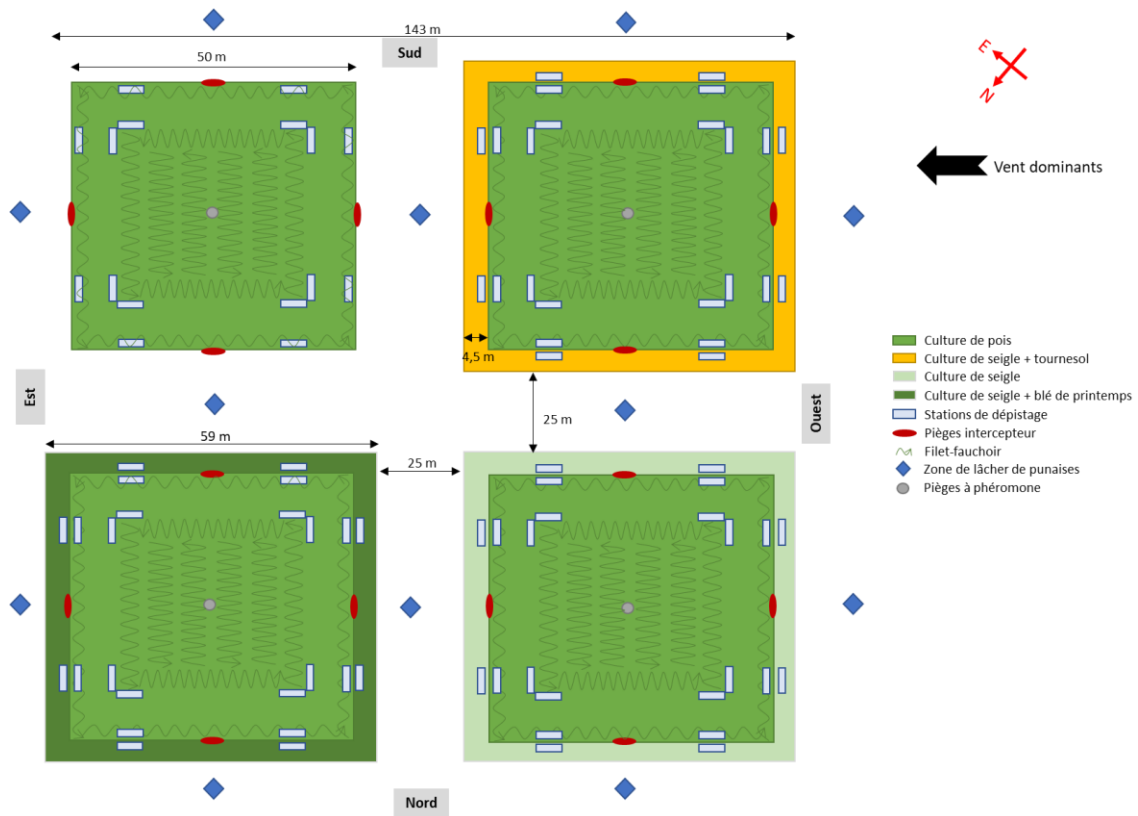 143 m
Sud
50 m
E
N
Vent dominants
4,5 m
Est
Ouest
25 m
59 m
25 m
Culture de pois
Culture de seigle + tournesol
Culture de seigle
Culture de seigle + blé de printemps
Stations de dépistage
Pièges intercepteur
Filet-fauchoir
Zone de lâcher de punaises
Pièges à phéromone
Nord